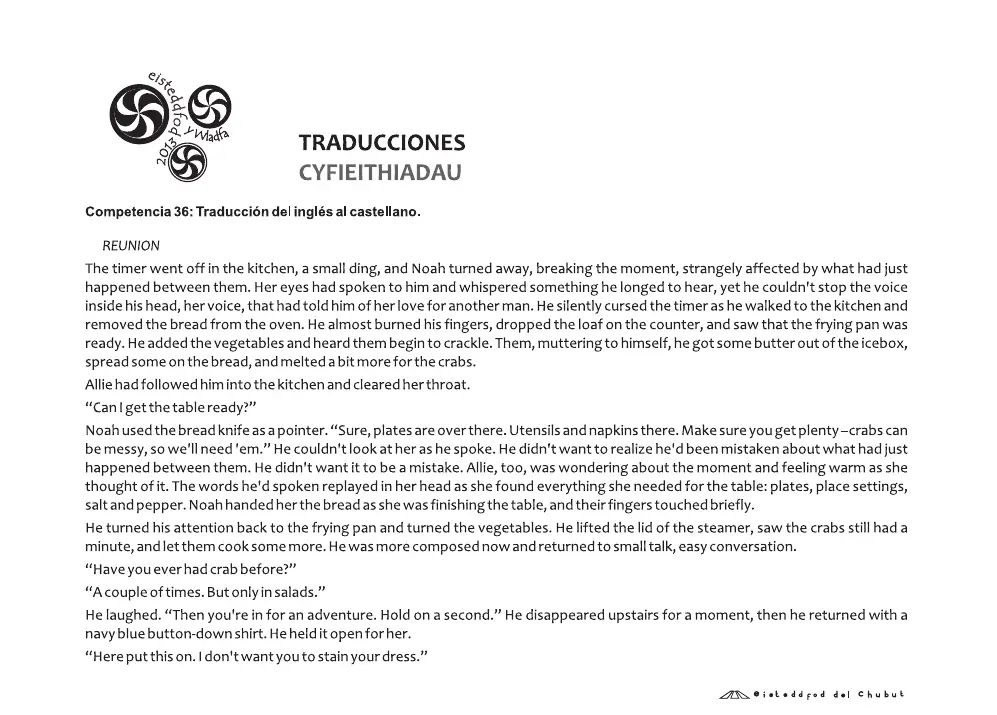 eisteddfod
y Wladfa
2013
TRADUCCIONES
CYFIEITHIADAU
Competencia 36: Traducción del inglés al castellano.
REUNION
The timer went off in the kitchen, a small ding, and Noah turned away, breaking the moment, strangely affected by what had just
happened between them. Her eyes had spoken to him and whispered something he longed to hear, yet he couldn't stop the voice
inside his head, her voice, that had told him of her love for another man. He silently cursed the timer as he walked to the kitchen and
removed the bread from the oven. He almost burned his fingers, dropped the loaf on the counter, and saw that the frying pan was
ready. He added the vegetables and heard them begin to crackle. Them, muttering to himself, he got some butter out of the icebox,
spread some on the bread, and melted a bit more for the crabs.
Allie had followed him into the kitchen and cleared her throat.
“Can I get the table ready?”
Noah used the bread knife as a pointer. “Sure, plates are over there. Utensils and napkins there. Make sure you get plenty –crabs can
be messy, so we'll need 'em.” He couldn't look at her as he spoke. He didn't want to realize he'd been mistaken about what had just
happened between them. He didn't want it to be a mistake. Allie, too, was wondering about the moment and feeling warm as she
thought of it. The words he'd spoken replayed in her head as she found everything she needed for the table: plates, place settings,
salt and pepper. Noah handed her the bread as she was finishing the table, and their fingers touched briefly.
He turned his attention back to the frying pan and turned the vegetables. He lifted the lid of the steamer, saw the crabs still had a
minute, and let them cook some more. He was more composed now and returned to small talk, easy conversation.
“Have you ever had crab before?”
“A couple of times. But only in salads.”
He laughed. “Then you're in for an adventure. Hold on a second.” He disappeared upstairs for a moment, then he returned with a
navy blue button-down shirt. He held it open for her.
“Here put this on. I don't want you to stain your dress.”
eisteddfod del Chubut